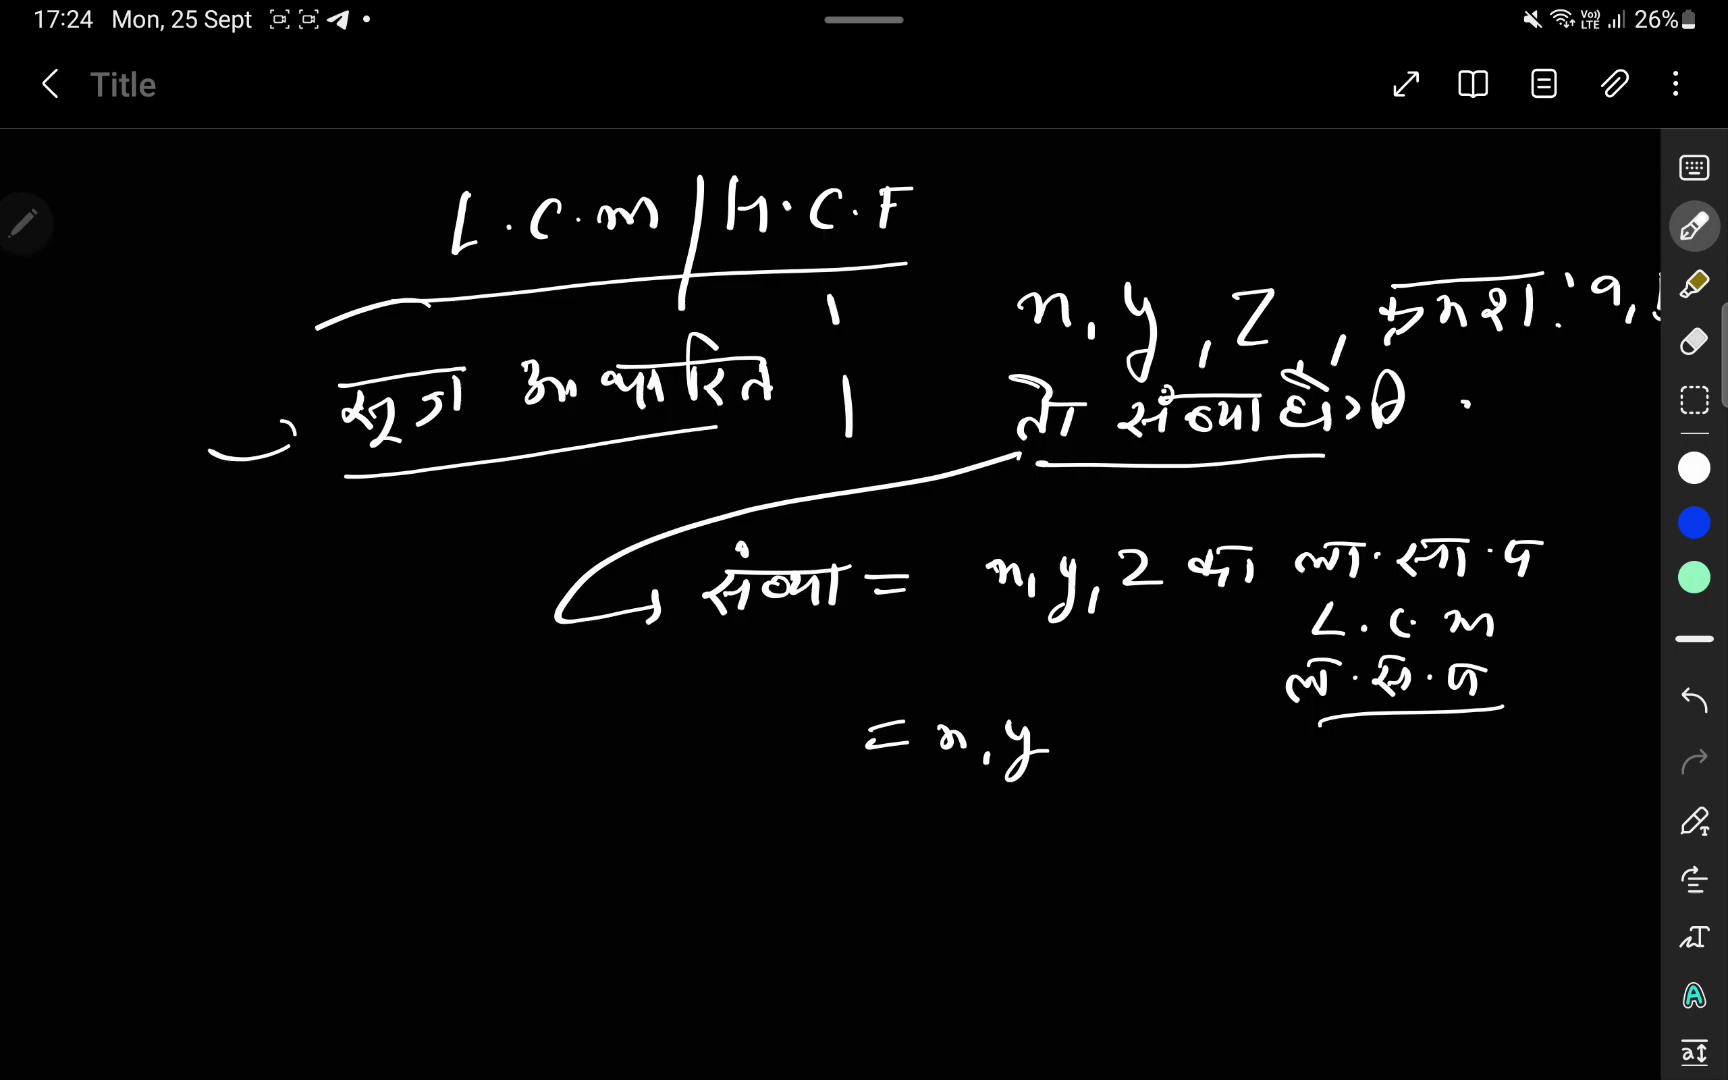 17:24 Mon, 25 Sept 26%
Title
L.C.M / H.C.F
n, y, z, क्रमशः a,
सूत्र आधारित
तो संख्या है >
संख्या = n, y, z का ल॰स॰प
L.C.M
ल॰स॰प
= n, y